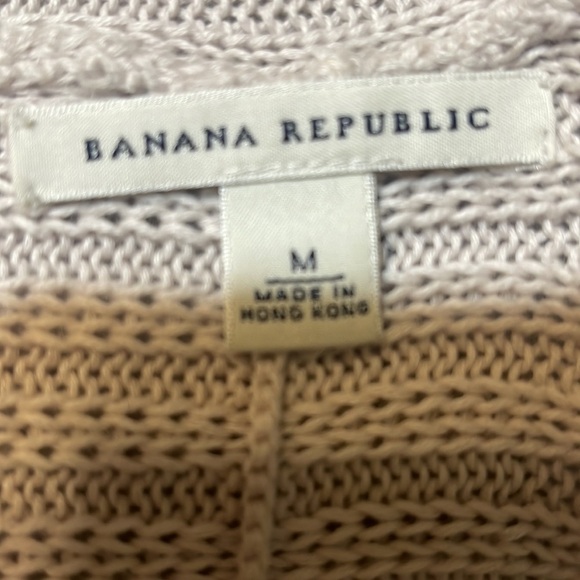 BANANA REPUBLIC
M
MADE IN
HONG KONG